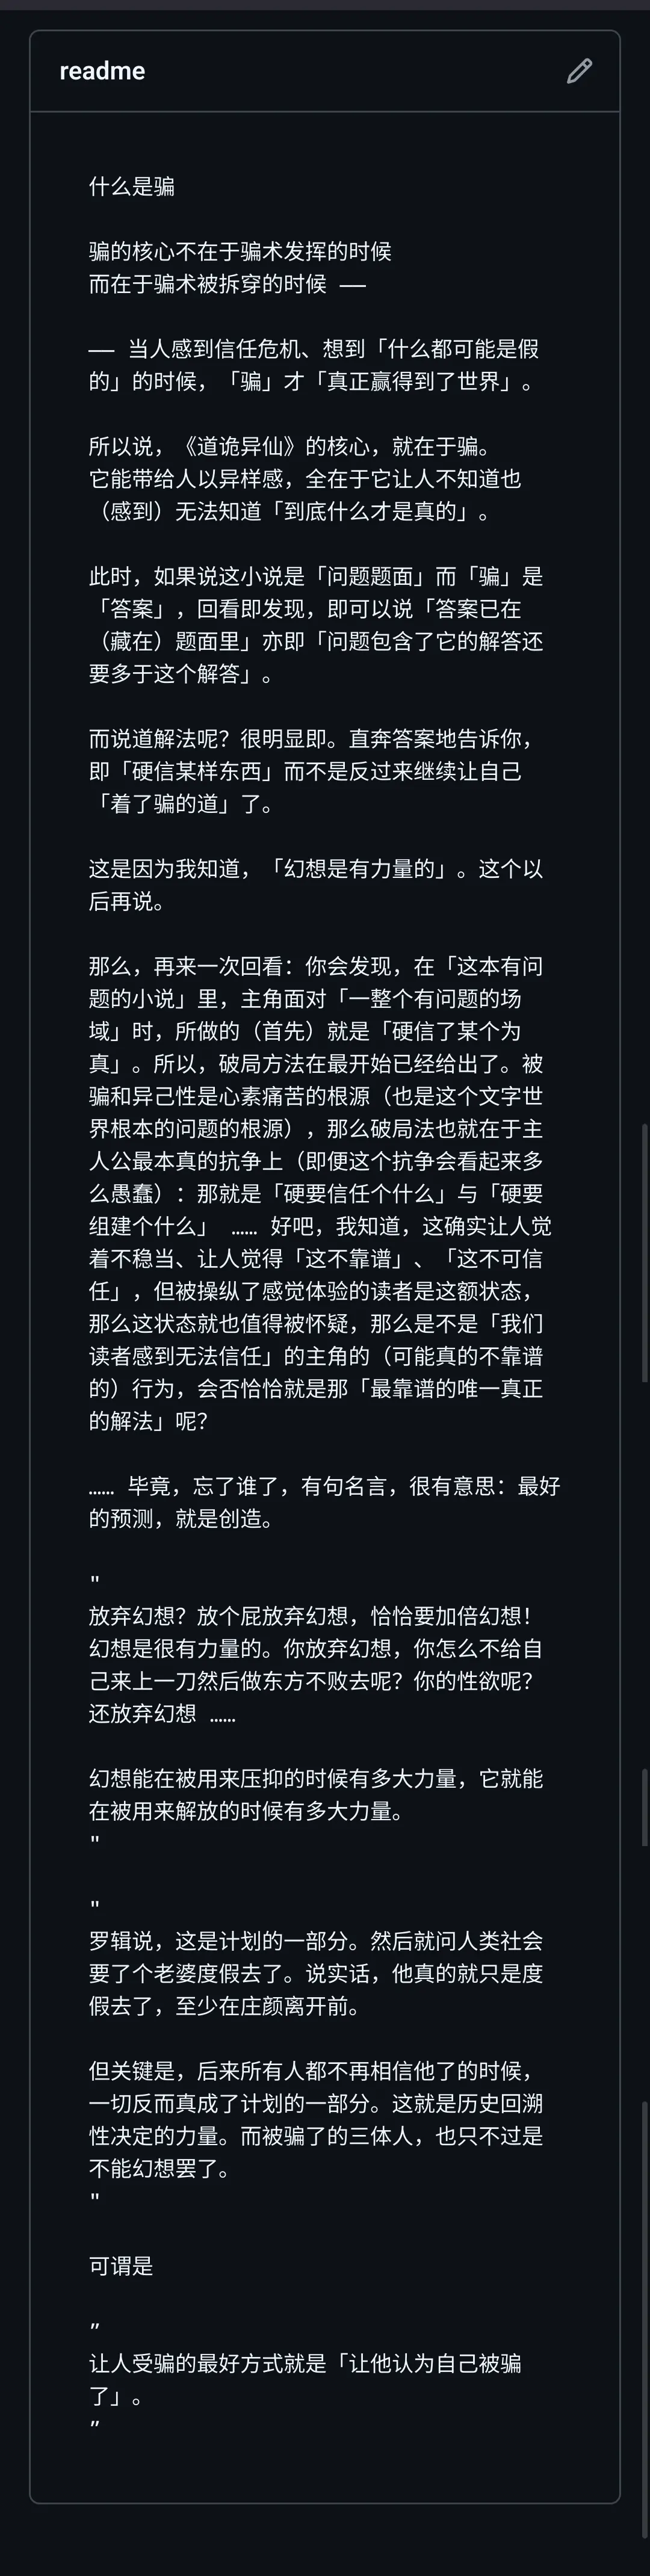 readme
什么是骗
骗的核心不在于骗术发挥的时候
而在于骗术被拆穿的时候 ——
—— 当人感到信任危机、想到「什么都可能是假
的」的时候，「骗」才「真正赢得到了世界」。
所以说，《道诡异仙》的核心，就在于骗。
它能带给人以异样感，全在于它让人不知道也
（感到）无法知道「到底什么才是真的」。
此时，如果说这小说是「问题题面」而「骗」是
「答案」，回看即发现，即可以说「答案已在
（藏在）题面里」亦即「问题包含了它的解答还
要多于这个解答」。
而说道解法呢？很明显即。直奔答案地告诉你，
即「硬信某样东西」而不是反过来继续让自己
「着了骗的道」了。
这是因为我知道，「幻想是有力量的」。这个以
后再说。
那么，再来一次回看：你会发现，在「这本有问
题的小说」里，主角面对「一整个有问题的场
域」时，所做的（首先）就是「硬信了某个为
真」。所以，破局方法在最开始已经给出了。被
骗和异己性是心素痛苦的根源（也是这个文字世
界根本的问题的根源），那么破局法也就在于主
人公最本真的抗争上（即便这个抗争会看起来多
么愚蠢）：那就是「硬要信任个什么」与「硬要
组建个什么」 …… 好吧，我知道，这确实让人觉
着不稳当、让人觉得「这不靠谱」、「这不可信
任」，但被操纵了感觉体验的读者是这额状态，
那么这状态就也值得被怀疑，那么是不是「我们
读者感到无法信任」的主角的（可能真的不靠谱
的）行为，会否恰恰就是那「最靠谱的唯一真正
的解法」呢？
…… 毕竟，忘了谁了，有句名言，很有意思：最好
的预测，就是创造。
"
放弃幻想？放个屁放弃幻想，恰恰要加倍幻想！
幻想是很有力量的。你放弃幻想，你怎么不给自
己来上一刀然后做东方不败去呢？你的性欲呢？
还放弃幻想 ……
幻想能在被用来压抑的时候有多大力量，它就能
在被用来解放的时候有多大力量。
"
"
罗辑说，这是计划的一部分。然后就问人类社会
要了个老婆度假去了。说实话，他真的就只是度
假去了，至少在庄颜离开前。
但关键是，后来所有人都不再相信他了的时候，
一切反而真成了计划的一部分。这就是历史回溯
性决定的力量。而被骗了的三体人，也只不过是
不能幻想罢了。
"
可谓是
”
让人受骗的最好方式就是「让他认为自己被骗
了」。
”